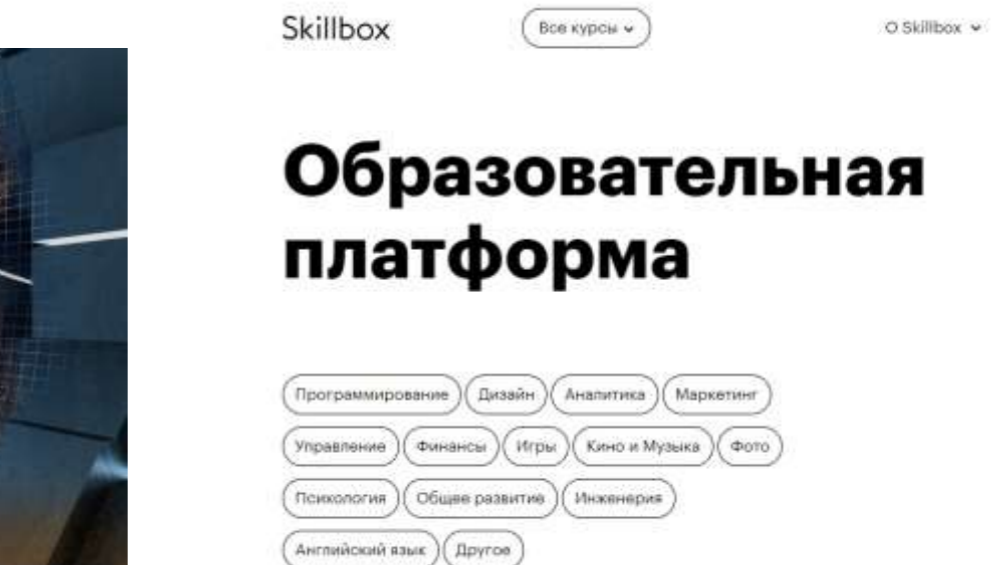 Skillbox Все курсы О Skillbox
Образовательная
платформа
Программирование Дизайн Аналитика Маркетинг
Управление Финансы Игры Кино и Музыка Фото
Психология Общее развитие Инженерия
Английский язык Другое